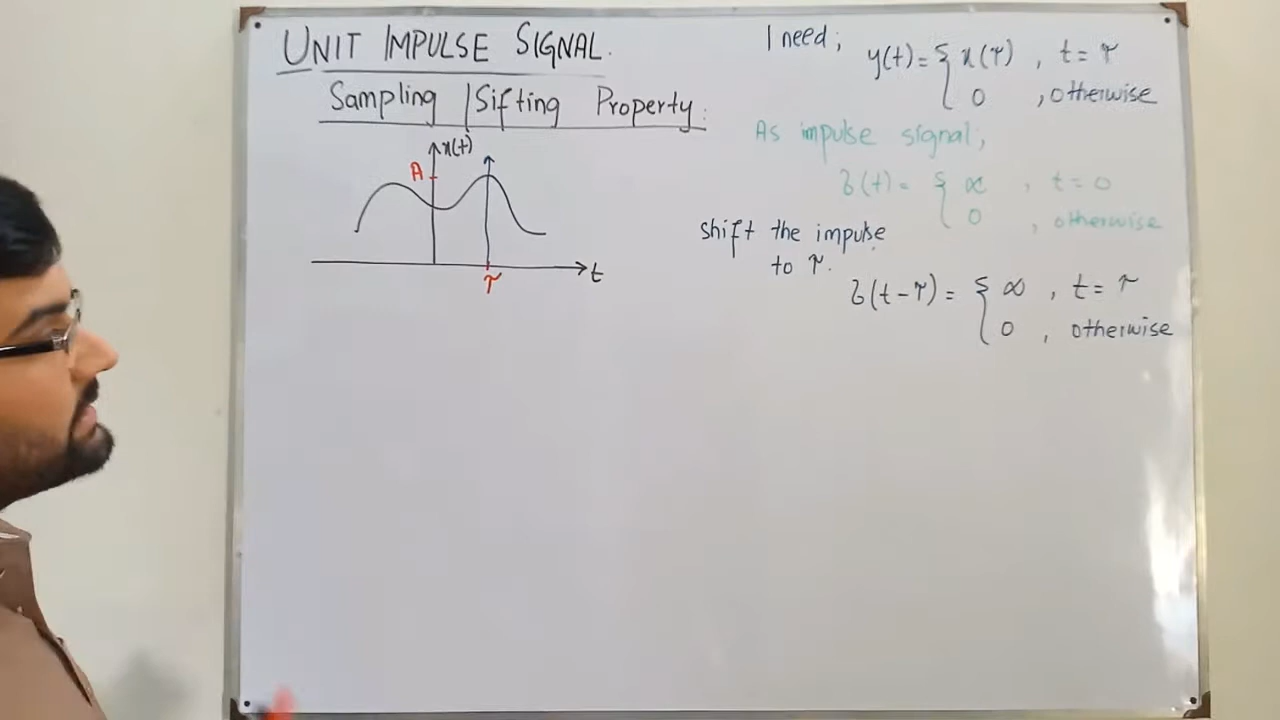 UNIT IMPULSE SIGNAL.
Sampling / Sifting Property:
x(t)
A
τ
t
I need;
y(t) = { x(τ) , t = τ
0 , otherwise
As impulse signal;
δ(t) = { ∞ , t = 0
0 , otherwise
shift the impulse
to τ.
δ(t-τ) = { ∞ , t = τ
0 , otherwise